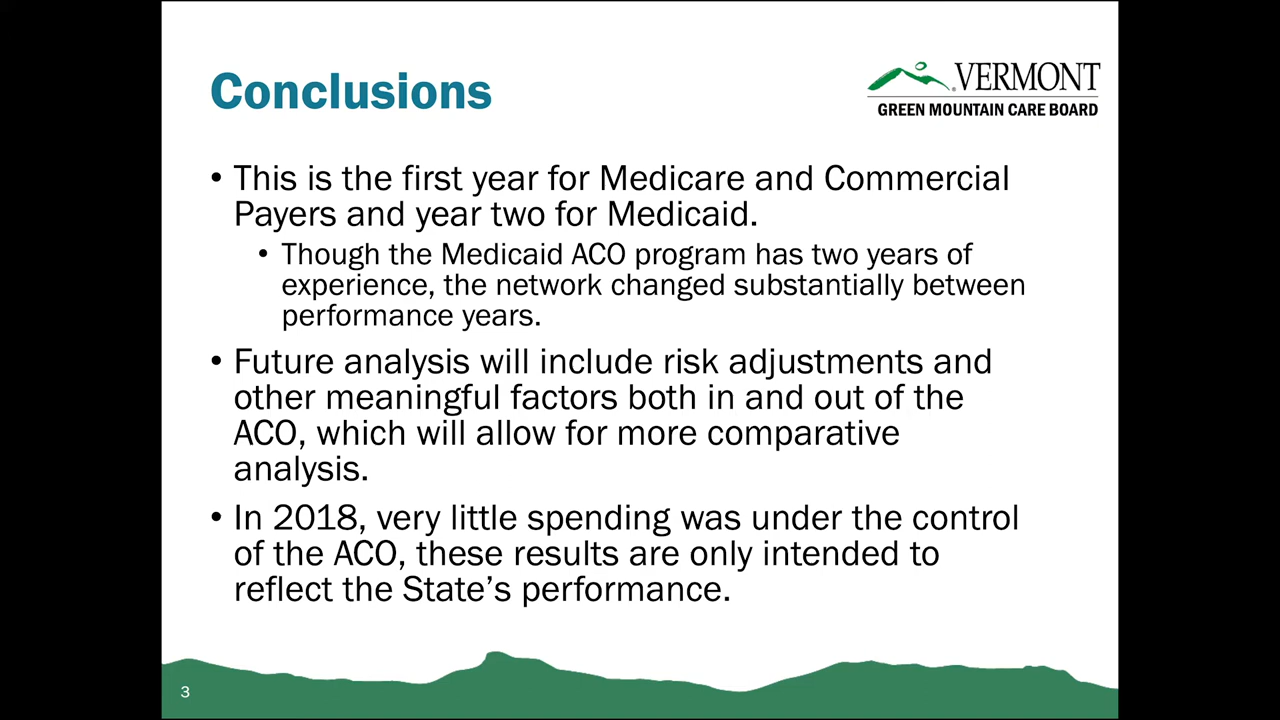 Conclusions
VERMONT
GREEN MOUNTAIN CARE BOARD
• This is the first year for Medicare and Commercial
Payers and year two for Medicaid.
• Though the Medicaid ACO program has two years of
experience, the network changed substantially between
performance years.
• Future analysis will include risk adjustments and
other meaningful factors both in and out of the
ACO, which will allow for more comparative
analysis.
• In 2018, very little spending was under the control
of the ACO, these results are only intended to
reflect the State’s performance.
3